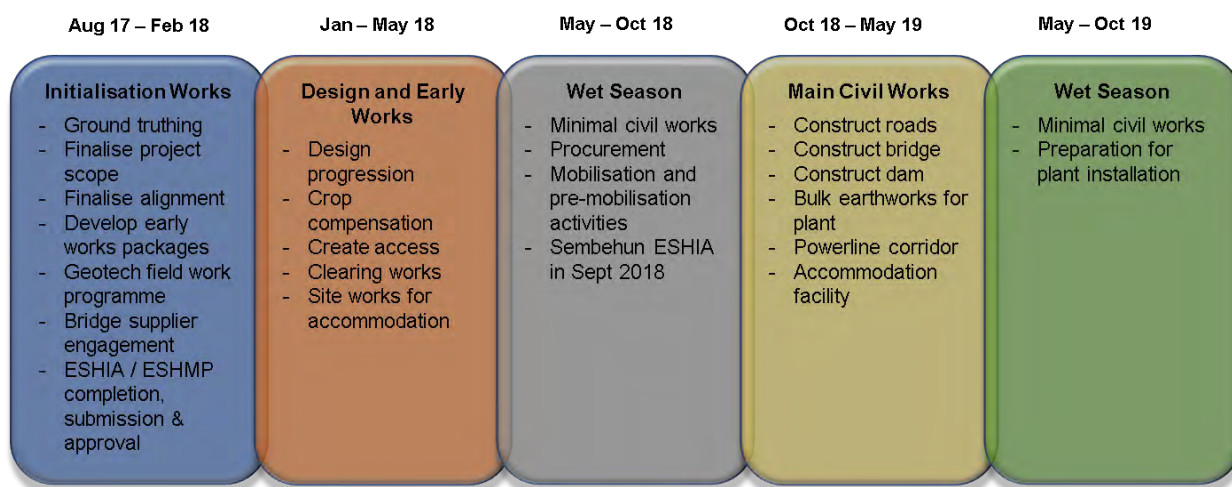 Aug 17 – Feb 18
Jan – May 18
May – Oct 18
Oct 18 – May 19
May – Oct 19
Initialisation Works
- Ground truthing
- Finalise project
scope
- Finalise alignment
- Develop early
works packages
- Geotech field work
programme
- Bridge supplier
engagement
- ESHIA / ESHMP
completion,
submission &
approval
Design and Early
Works
- Design
progression
- Crop
compensation
- Create access
- Clearing works
- Site works for
accommodation
Wet Season
- Minimal civil works
- Procurement
- Mobilisation and
pre-mobilisation
activities
- Sembehun ESHIA
in Sept 2018
Main Civil Works
- Construct roads
- Construct bridge
- Construct dam
- Bulk earthworks for
plant
- Powerline corridor
- Accommodation
facility
Wet Season
- Minimal civil works
- Preparation for
plant installation